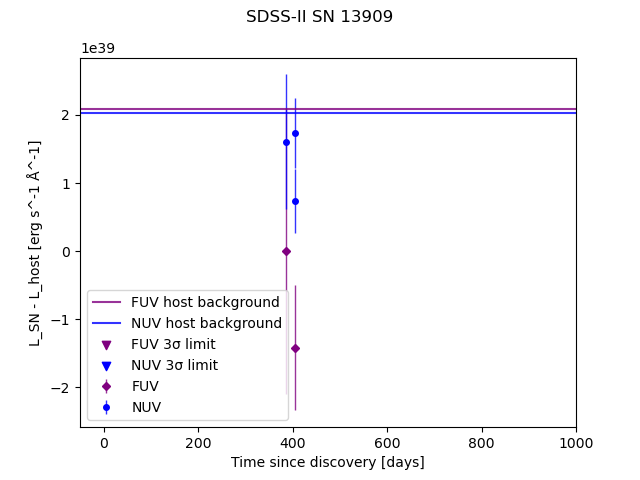 SDSS-II SN 13909
1e39
L_SN - L_host [erg s^-1 Å^-1]
2
1
0
−1
−2
FUV host background
NUV host background
FUV 3σ limit
NUV 3σ limit
FUV
NUV
0 200 400 600 800 1000
Time since discovery [days]